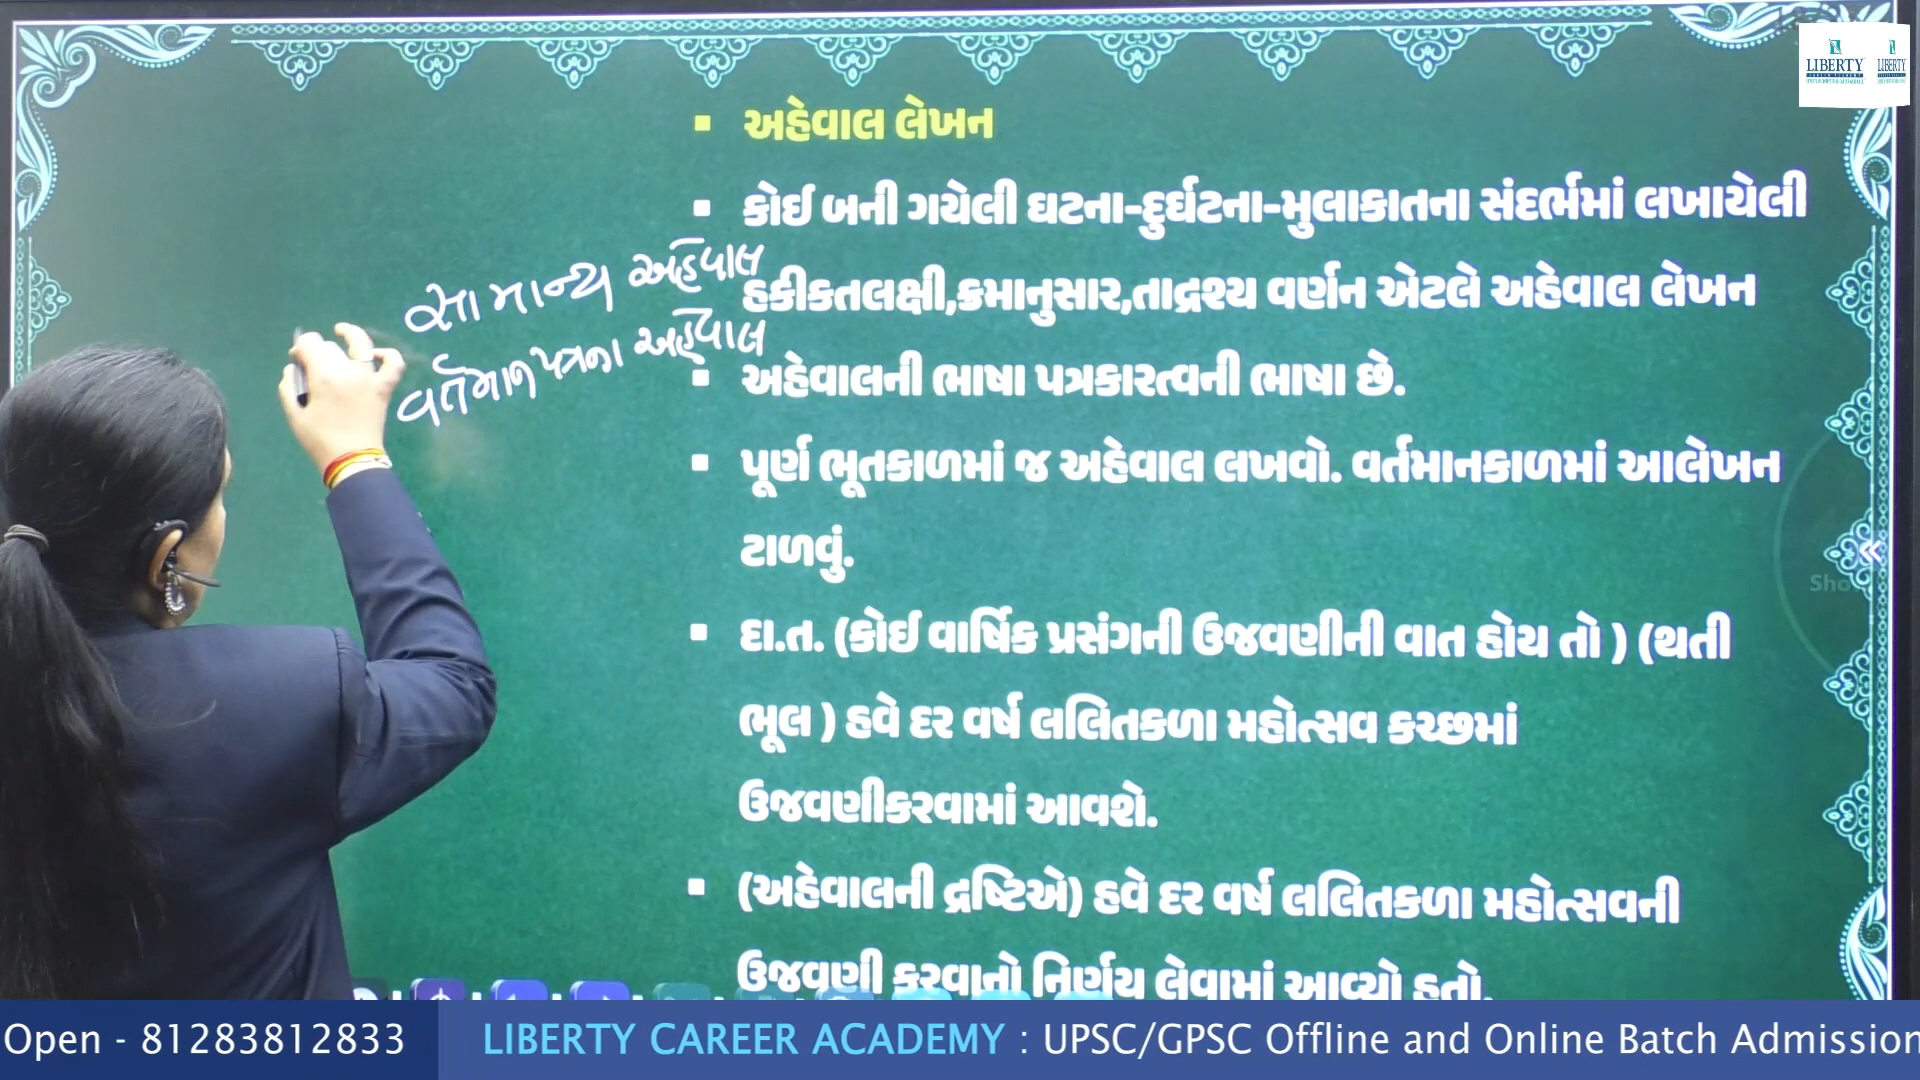 LIBERTY LIBERTY
અહેવાલ લેખન
કોઈ બની ગયેલી ઘટના-દુર્ઘટના-મુલાકાતના સંદર્ભમાં લખાયેલી
હકીકતલક્ષી,ક્રમાનુસાર,તાદ્રશ્ય વર્ણન એટલે અહેવાલ લેખન
સામાન્ય અહેવાલ
વર્તમાનપત્રના અહેવાલ
અહેવાલની ભાષા પત્રકારત્વની ભાષા છે.
પૂર્ણ ભૂતકાળમાં જ અહેવાલ લખવો. વર્તમાનકાળમાં આલેખન
ટાળવું.
દા.ત. (કોઈ વાર્ષિક પ્રસંગની ઉજવણીની વાત હોય તો ) (થતી
ભૂલ ) હવે દર વર્ષ લલિતકળા મહોત્સવ કચ્છમાં
ઉજવણીકરવામાં આવશે.
(અહેવાલની દ્રષ્ટિએ) હવે દર વર્ષ લલિતકળા મહોત્સવની
ઉજવણી કરવાનો નિર્ણય લેવામાં આવ્યો હતો.
Open - 81283812833 LIBERTY CAREER ACADEMY : UPSC/GPSC Offline and Online Batch Admission